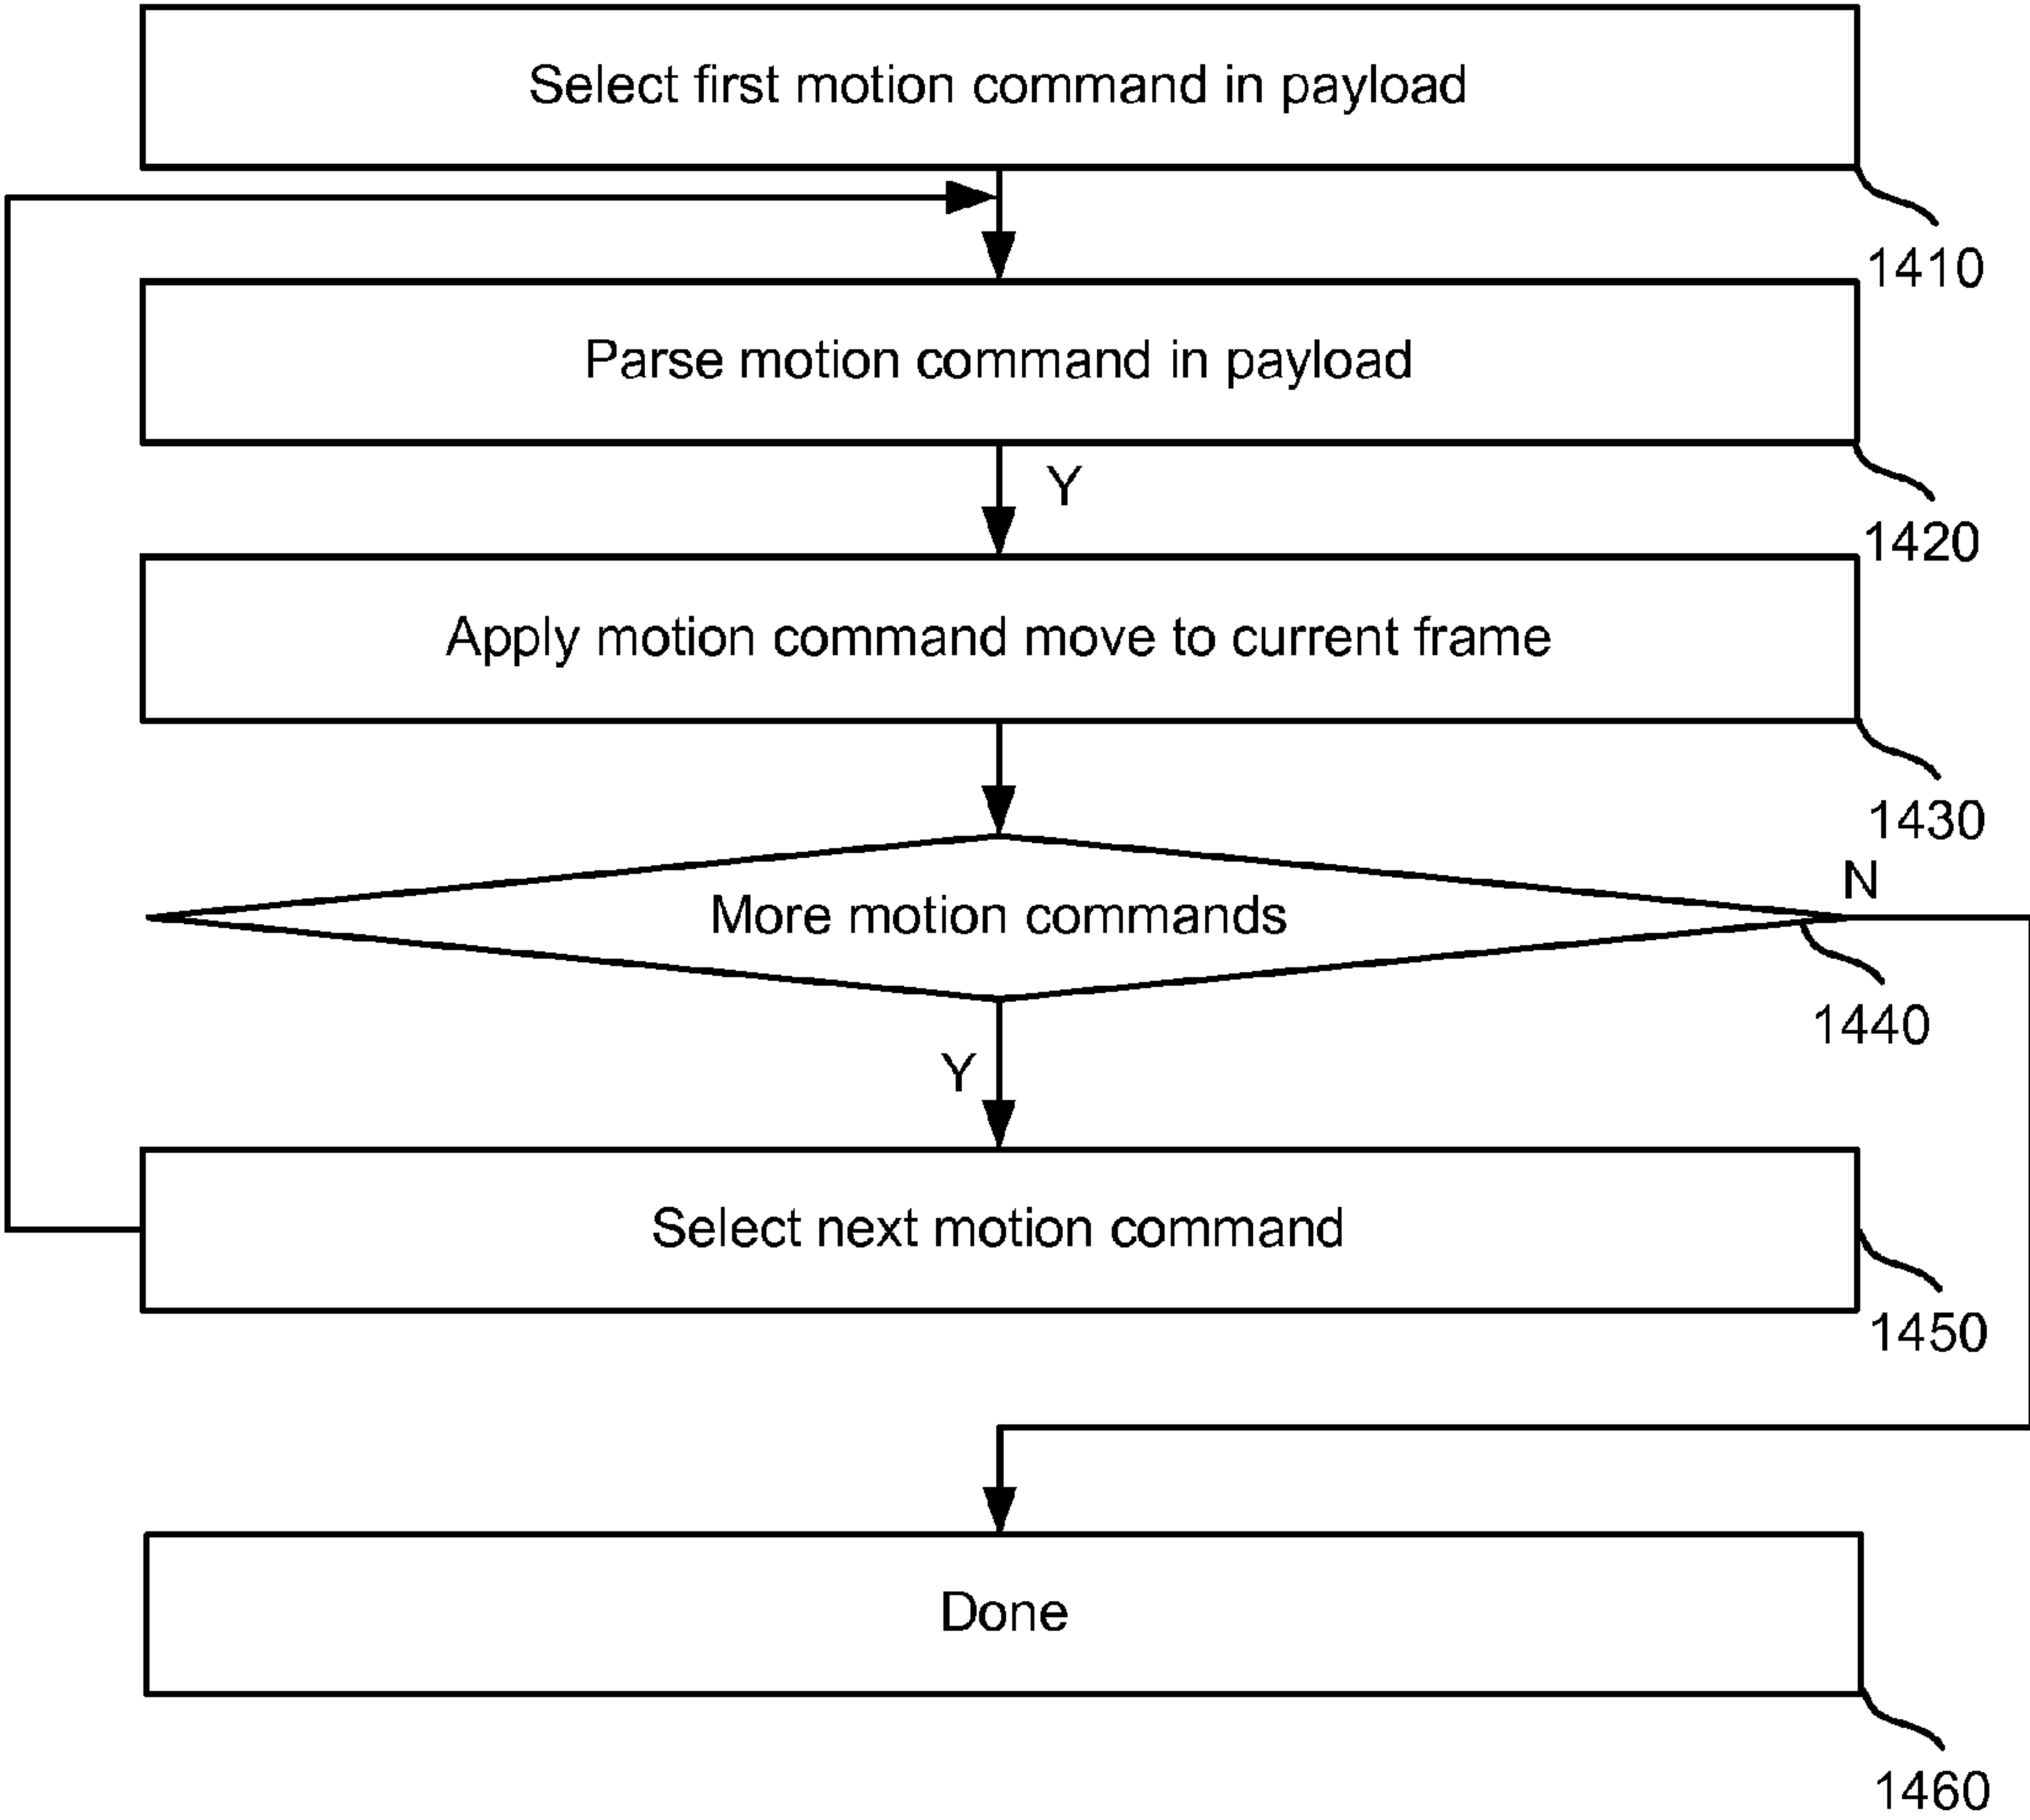 Select first motion command in payload
1410
Parse motion command in payload
Y
1420
Apply motion command move to current frame
1430
N
More motion commands
1440
Y
Select next motion command
1450
Done
1460